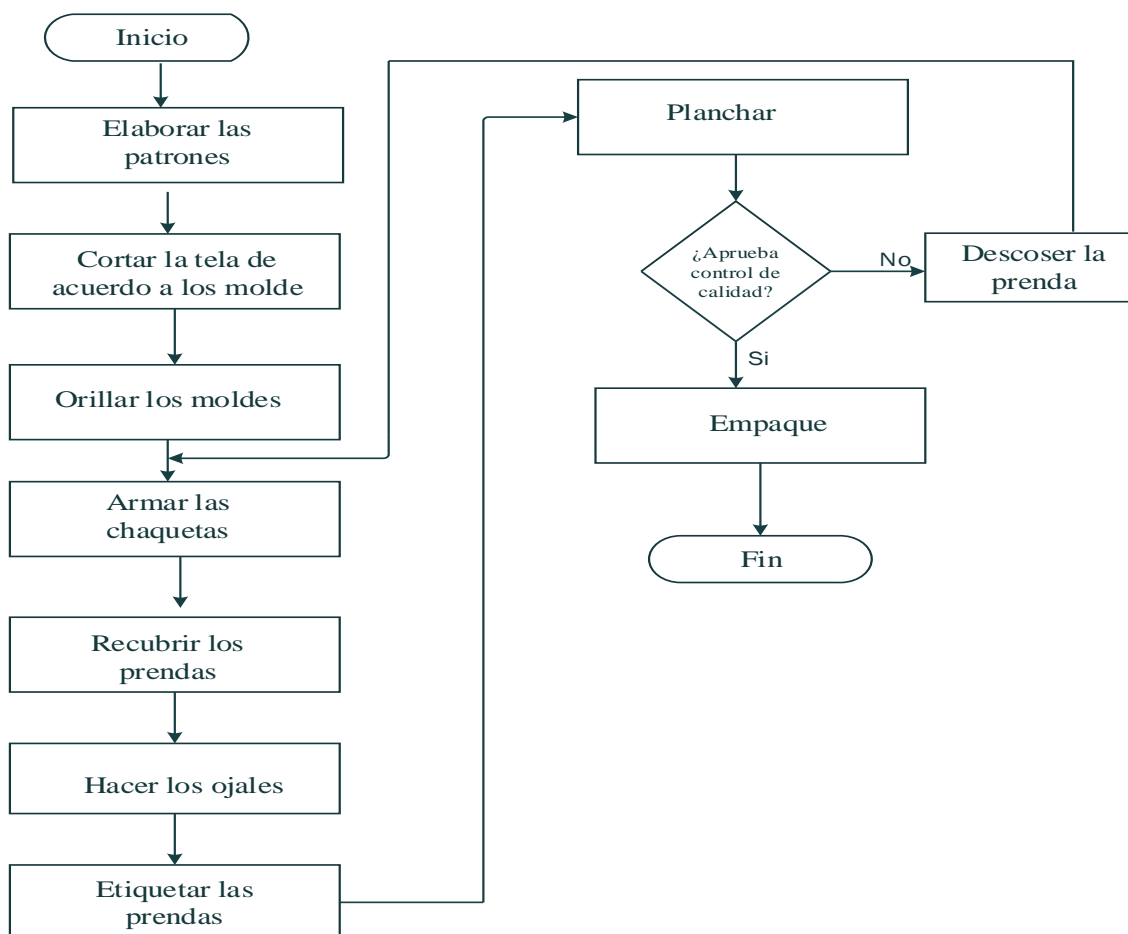 Inicio
Elaborar las
patrones
Cortar la tela de
acuerdo a los molde
Orillar los moldes
Armar las
chaquetas
Recubrir los
prendas
Hacer los ojales
Etiquetar las
prendas
Planchar
¿Aprueba
control de
calidad?
No
Descoser la
prenda
Si
Empaque
Fin